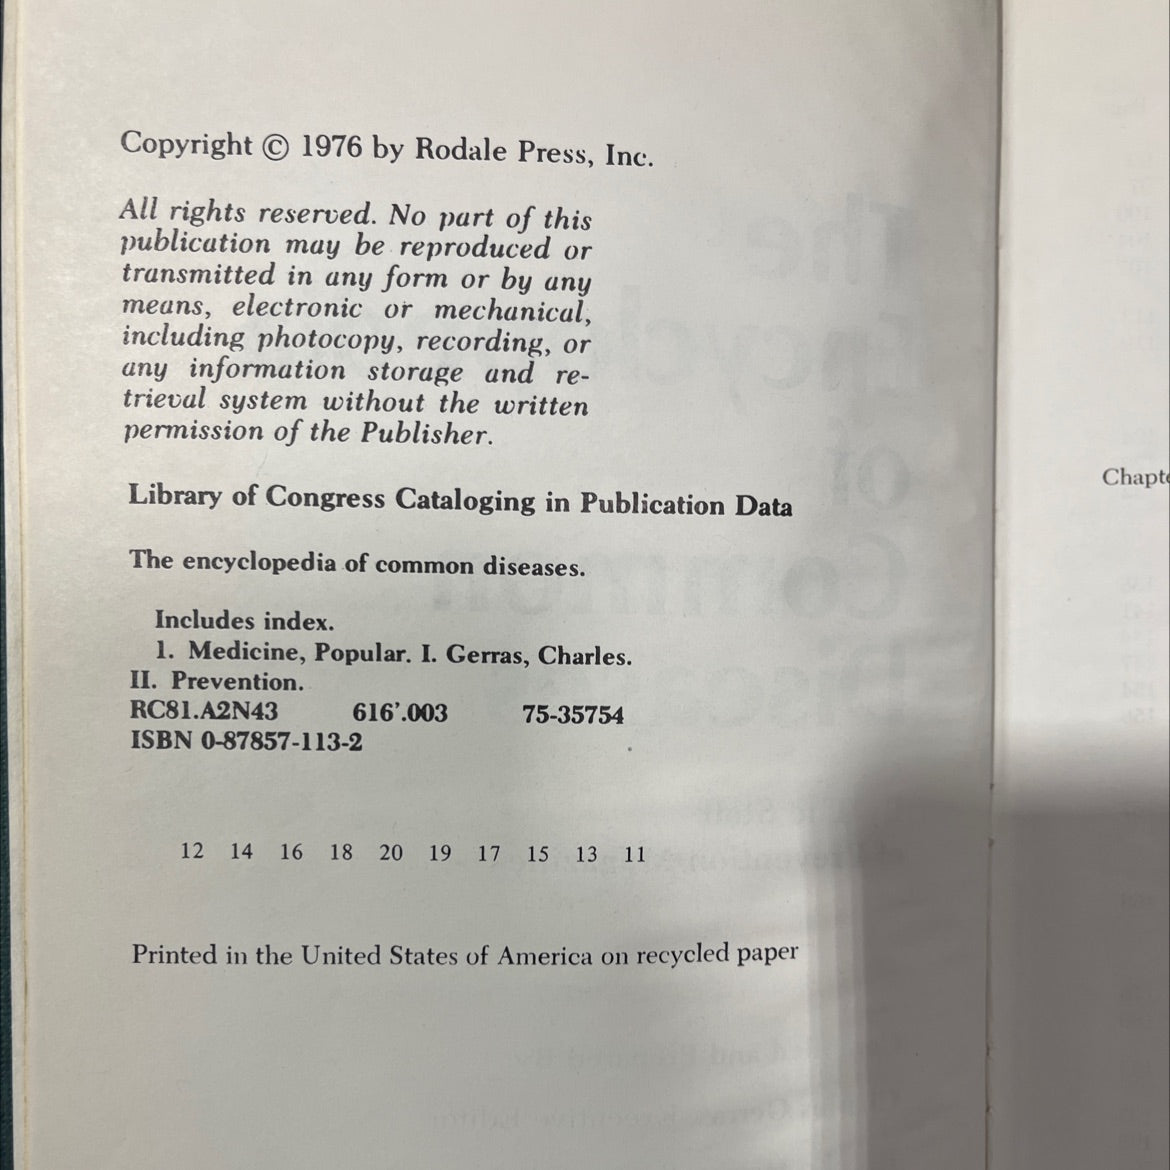 Copyright © 1976 by Rodale Press, Inc.
All rights reserved. No part of this
publication may be reproduced or
transmitted in any form or by any
means, electronic or mechanical,
including photocopy, recording, or
any information storage and re-
trieval system without the written
permission of the Publisher.
Library of Congress Cataloging in Publication Data
The encyclopedia of common diseases.
Includes index.
1. Medicine, Popular. I. Gerras, Charles.
II. Prevention.
RC81.A2N43 616'.003 75-35754
ISBN 0-87857-113-2
12 14 16 18 20 19 17 15 13 11
Printed in the United States of America on recycled paper